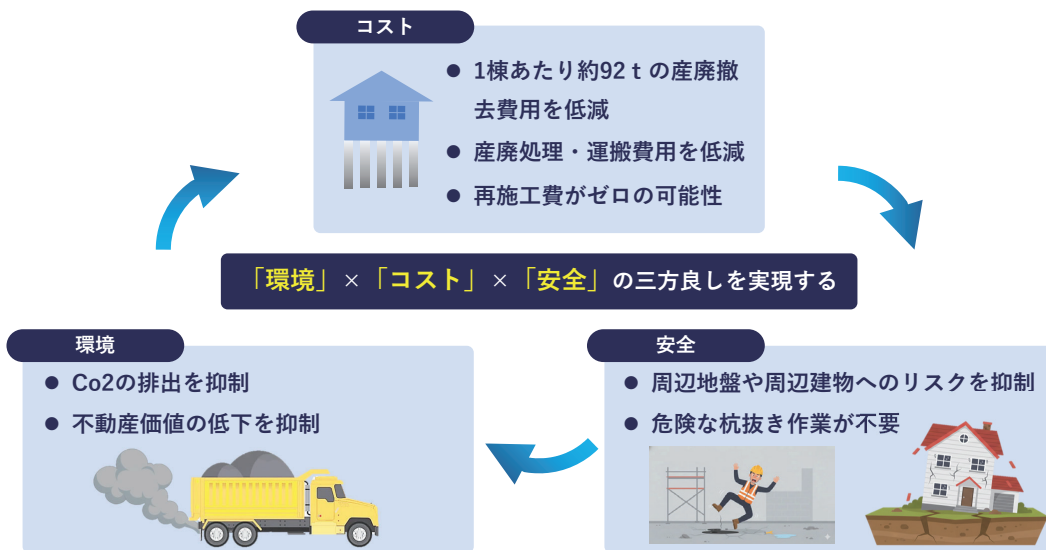 コスト
● 1棟あたり約92ｔの産廃撤
去費用を低減
● 産廃処理・運搬費用を低減
● 再施工費がゼロの可能性
「環境」×「コスト」×「安全」の三方良しを実現する
環境
● Co2の排出を抑制
● 不動産価値の低下を抑制
安全
● 周辺地盤や周辺建物へのリスクを抑制
● 危険な杭抜き作業が不要